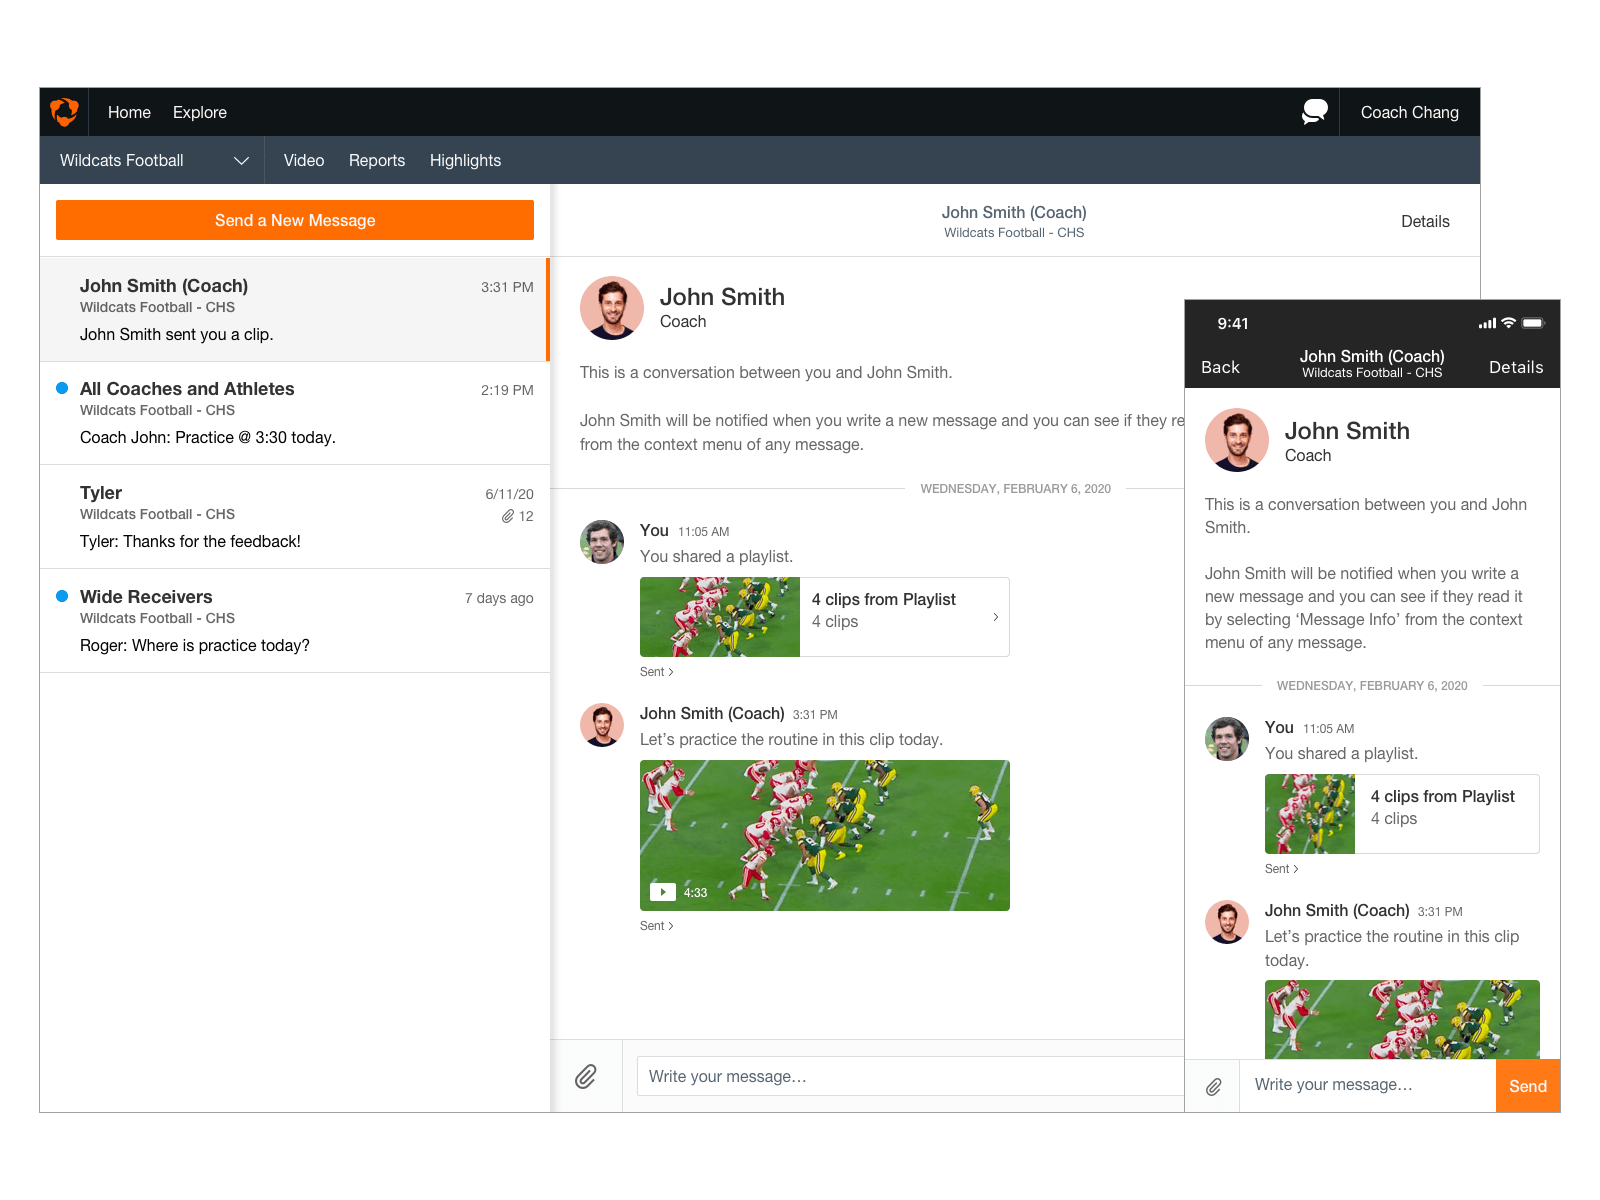 Home Explore Coach Chang
Wildcats Football Video Reports Highlights
Send a New Message
John Smith (Coach) 3:31 PM
Wildcats Football - CHS
John Smith sent you a clip.
All Coaches and Athletes 2:19 PM
Wildcats Football - CHS
Coach John: Practice @ 3:30 today.
Tyler 6/11/20
Wildcats Football - CHS 12
Tyler: Thanks for the feedback!
Wide Receivers 7 days ago
Wildcats Football - CHS
Roger: Where is practice today?
John Smith (Coach)
Wildcats Football - CHS
Details
John Smith
Coach
This is a conversation between you and John Smith.
John Smith will be notified when you write a new message and you can see if they re
from the context menu of any message.
WEDNESDAY, FEBRUARY 6, 2020
You 11:05 AM
You shared a playlist.
4 clips from Playlist
4 clips
Sent
John Smith (Coach) 3:31 PM
Let's practice the routine in this clip today.
4:33
Sent
Write your message...
9:41
Back John Smith (Coach) Details
Wildcats Football - CHS
John Smith
Coach
This is a conversation between you and John
Smith.
John Smith will be notified when you write a
new message and you can see if they read it
by selecting ‘Message Info’ from the context
menu of any message.
WEDNESDAY, FEBRUARY 6, 2020
You 11:05 AM
You shared a playlist.
4 clips from Playlist
4 clips
Sent
John Smith (Coach) 3:31 PM
Let's practice the routine in this clip
today.
Write your message...
Send